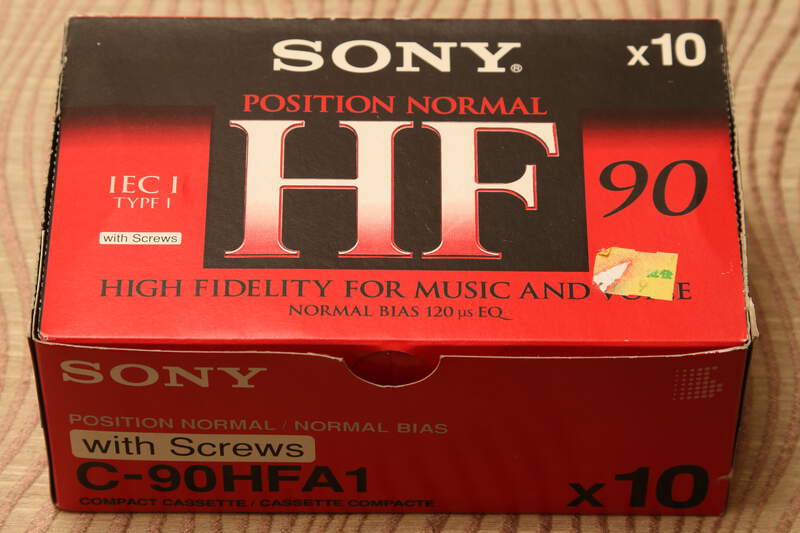 SONY®
x10
POSITION NORMAL
HF
90
IEC I
TYPE I
with Screws
HIGH FIDELITY FOR MUSIC AND
NORMAL BIAS 120 µs EQ
SONY
POSITION NORMAL / NORMAL BIAS
with Screws
C-90HFA1
COMPACT CASSETTE / CASSETTE COMPACTE
x10